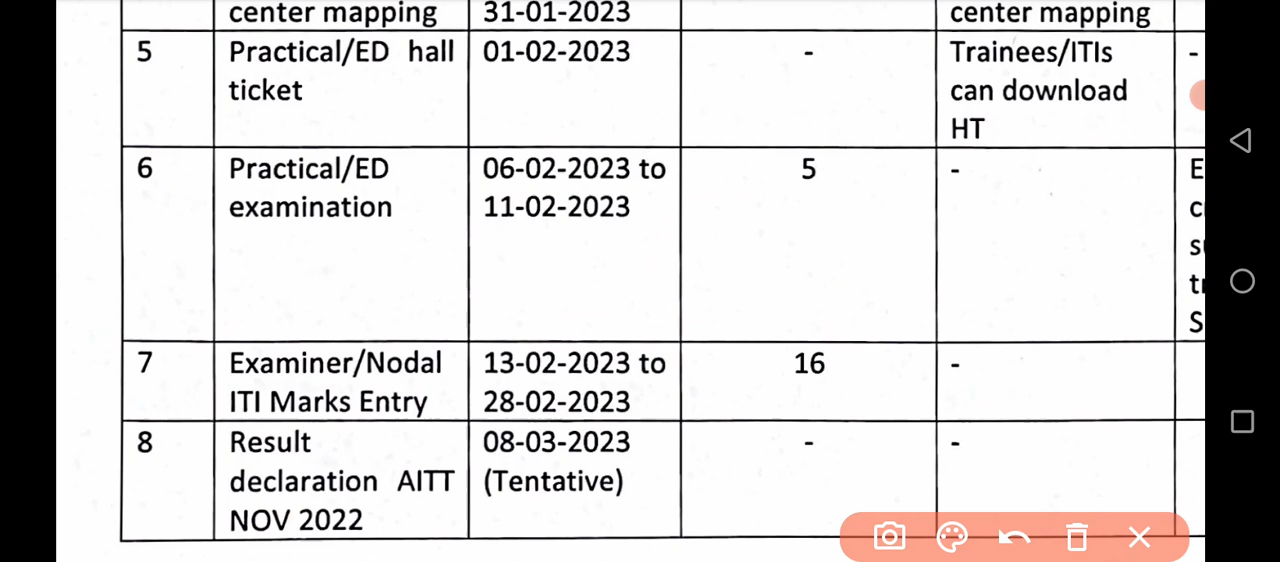 center mapping 31-01-2023 center mapping
5 Practical/ED hall 01-02-2023 - Trainees/ITIs -
ticket can download
HT
6 Practical/ED 06-02-2023 to 5 -
examination 11-02-2023
7 Examiner/Nodal 13-02-2023 to 16 -
ITI Marks Entry 28-02-2023
8 Result 08-03-2023 - -
declaration AITT (Tentative)
NOV 2022